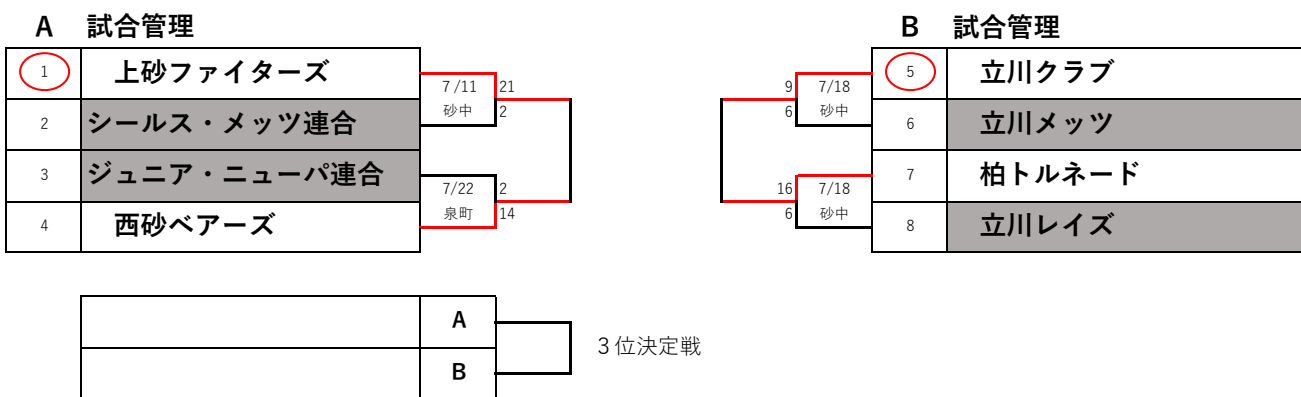 A 試合管理
1 上砂ファイターズ
7/11 21
砂中 2
2 シールス・メッツ連合
3 ジュニア・ニューパ連合
7/22 2
泉町 14
4 西砂ベアーズ
B 試合管理
9 7/18
6 砂中
5 立川クラブ
6 立川メッツ
16 7/18
6 砂中
7 柏トルネード
8 立川レイズ
A
B
3位決定戦